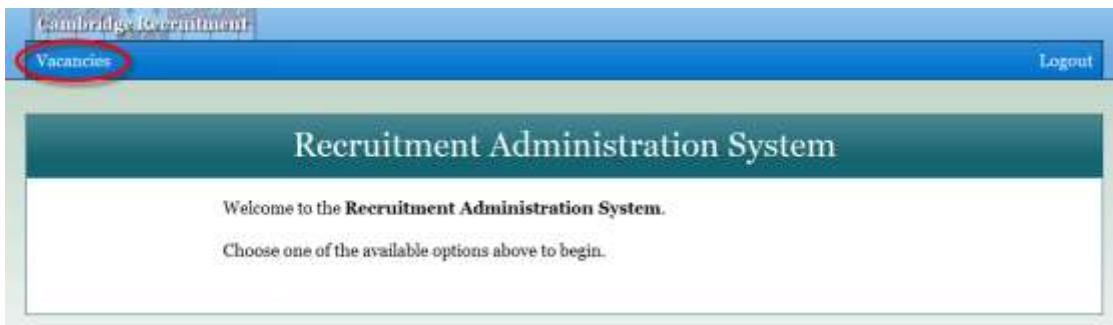 Cambridge Recruitment
Vacancies Logout
Recruitment Administration System
Welcome to the Recruitment Administration System.
Choose one of the available options above to begin.